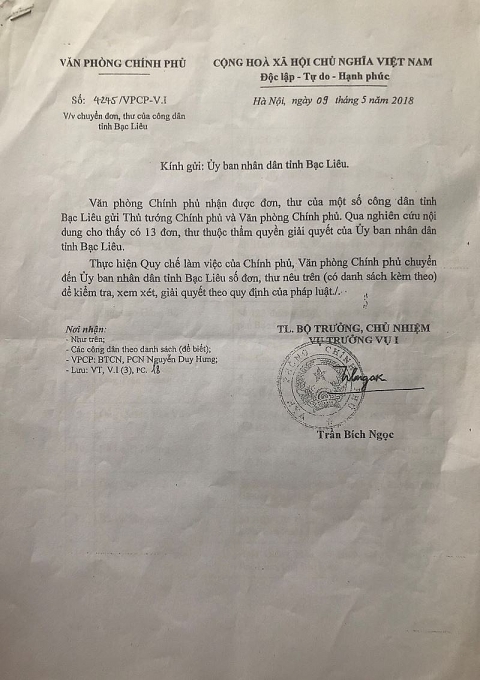 VĂN PHÒNG CHÍNH PHỦ
CỘNG HOÀ XÃ HỘI CHỦ NGHĨA VIỆT NAM
Độc lập - Tự do - Hạnh phúc
Số: 4245/VPCP-V.I
Hà Nội, ngày 09 tháng 5 năm 2018
V/v chuyển đơn, thư của công dân
tỉnh Bạc Liêu
Kính gửi: Ủy ban nhân dân tỉnh Bạc Liêu.
Văn phòng Chính phủ nhận được đơn, thư của một số công dân tỉnh
Bạc Liêu gửi Thủ tướng Chính phủ và Văn phòng Chính phủ. Qua nghiên cứu nội
dung cho thấy có 13 đơn, thư thuộc thẩm quyền giải quyết của Ủy ban nhân dân
tỉnh Bạc Liêu.
Thực hiện Quy chế làm việc của Chính phủ, Văn phòng Chính phủ chuyển
đến Ủy ban nhân dân tỉnh Bạc Liêu số đơn, thư nêu trên (có danh sách kèm theo)
để kiểm tra, xem xét, giải quyết theo quy định của pháp luật./.
Nơi nhận:
- Như trên;
- Các công dân theo danh sách (để biết);
- VPCP: BTCN, PCN Nguyễn Duy Hưng;
- Lưu: VT, V.I (3), PC. 18
TL. BỘ TRƯỞNG, CHỦ NHIỆM
VỤ TRƯỞNG VỤ I
VĂN PHÒNG CHÍNH PHỦ
Trần Bích Ngọc